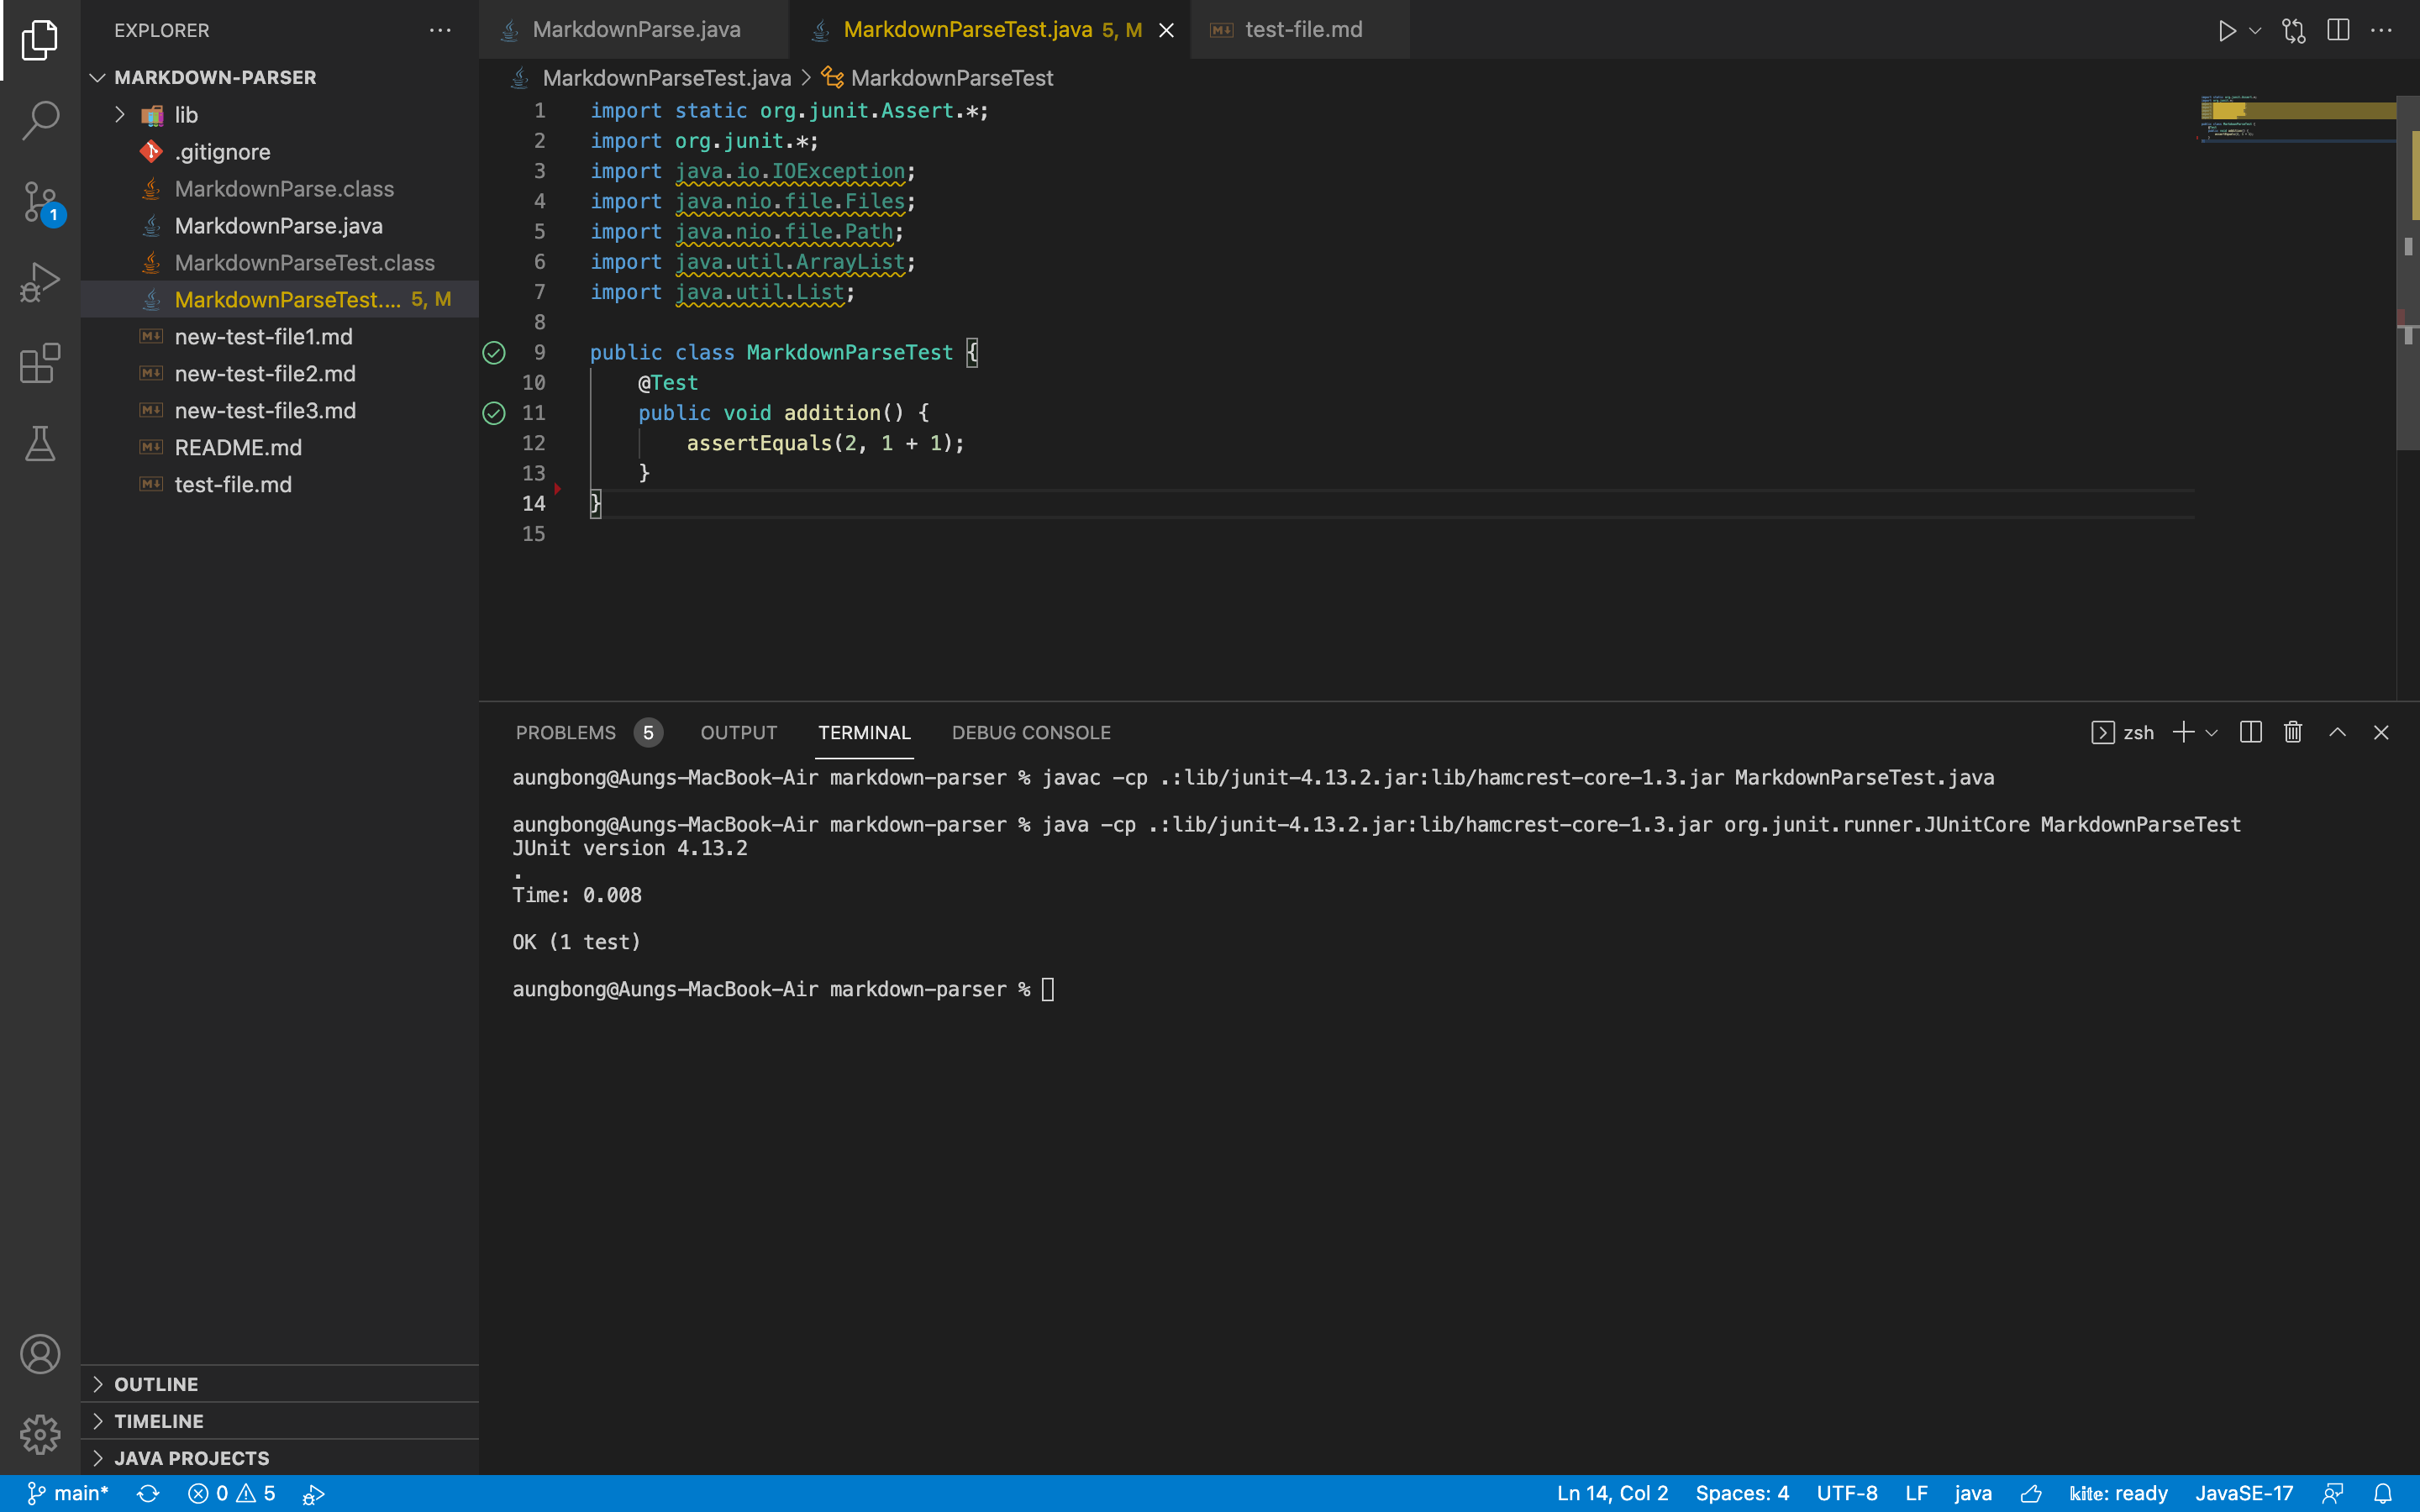 EXPLORER
MARKDOWN-PARSER
lib
.gitignore
MarkdownParse.class
MarkdownParse.java
MarkdownParseTest.class
MarkdownParseTest.... 5, M
new-test-file1.md
new-test-file2.md
new-test-file3.md
README.md
test-file.md
OUTLINE
TIMELINE
JAVA PROJECTS
1
MarkdownParse.java
MarkdownParseTest.java 5, M
test-file.md
MarkdownParseTest.java > MarkdownParseTest
1 import static org.junit.Assert.*;
2 import org.junit.*;
3 import java.io.IOException;
4 import java.nio.file.Files;
5 import java.nio.file.Path;
6 import java.util.ArrayList;
7 import java.util.List;
8
9 public class MarkdownParseTest {
10 @Test
11 public void addition() {
12 assertEquals(2, 1 + 1);
13 }
14 }
15
PROBLEMS 5 OUTPUT TERMINAL DEBUG CONSOLE
zsh
aungbong@Aungs-MacBook-Air markdown-parser % javac -cp .:lib/junit-4.13.2.jar:lib/hamcrest-core-1.3.jar MarkdownParseTest.java
aungbong@Aungs-MacBook-Air markdown-parser % java -cp .:lib/junit-4.13.2.jar:lib/hamcrest-core-1.3.jar org.junit.runner.JUnitCore MarkdownParseTest
JUnit version 4.13.2
.
Time: 0.008
OK (1 test)
aungbong@Aungs-MacBook-Air markdown-parser %
main* 0 5
Ln 14, Col 2 Spaces: 4 UTF-8 LF java kite: ready JavaSE-17